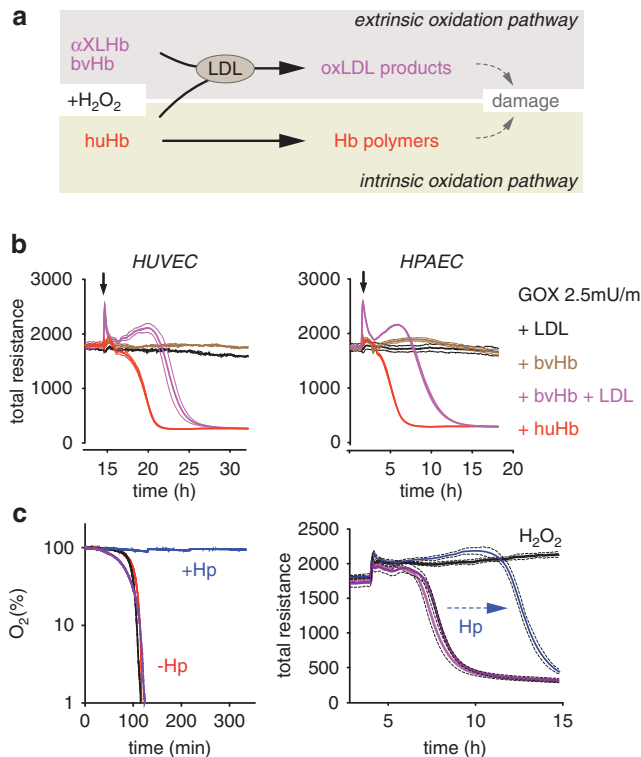 a
extrinsic oxidation pathway
αXLHb
bvHb
LDL
oxLDL products
+H₂O₂
damage
huHb
Hb polymers
intrinsic oxidation pathway
b
HUVEC
HPAEC
3000
2000
1000
0
total resistance
15
20
25
30
time (h)
3000
2000
1000
0
total resistance
5
10
15
20
time (h)
GOX 2.5mU/m
+ LDL
+ bvHb
+ bvHb + LDL
+ huHb
c
100
10
1
O₂(%)
+Hp
-Hp
0
100
200
300
time (min)
2500
2000
1500
1000
500
0
total resistance
H₂O₂
Hp
5
10
15
time (h)